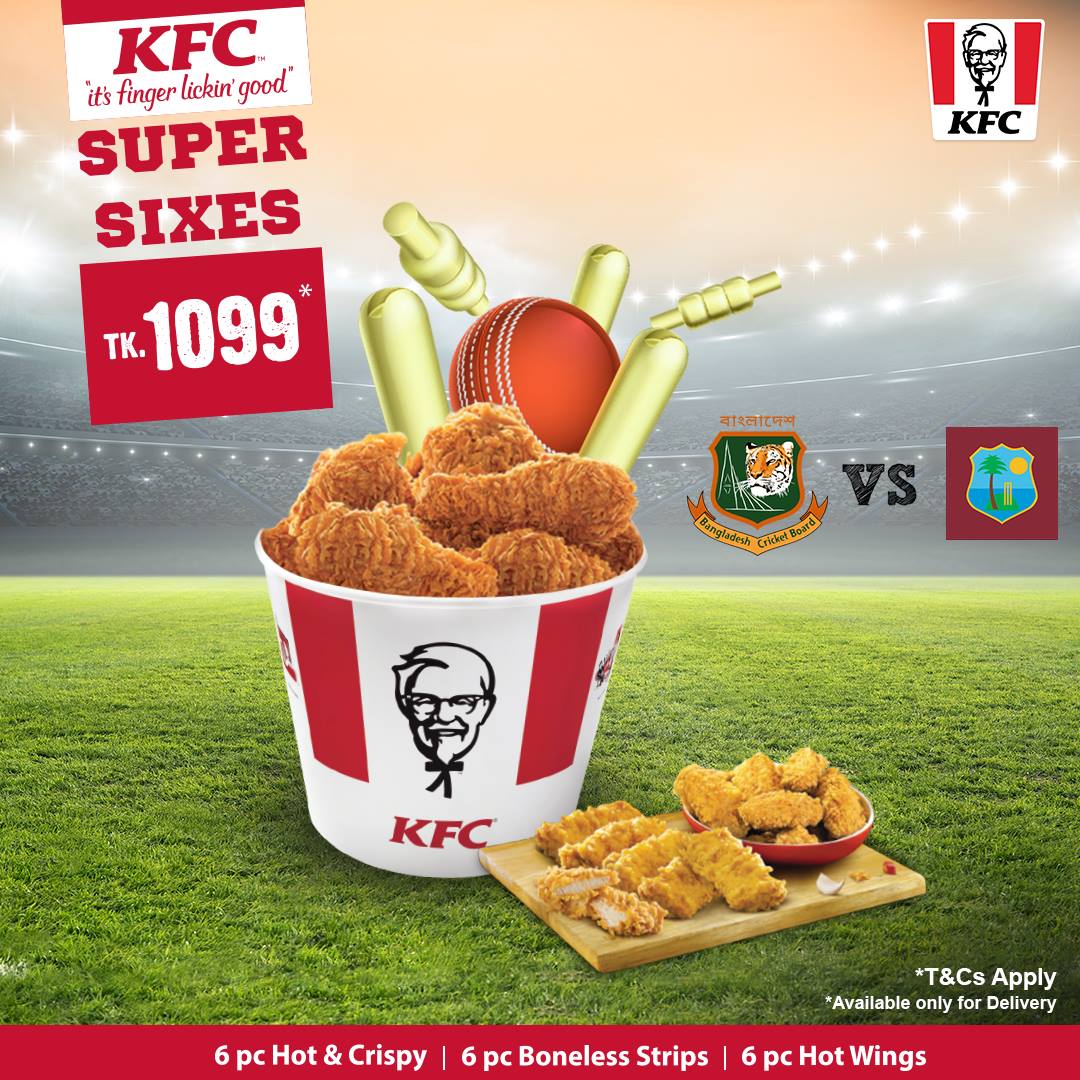 KFC™
"it's finger lickin' good"
SUPER
SIXES
TK.1099*
KFC
বাংলাদেশ
Bangladesh Cricket Board
VS
KFC
*T&Cs Apply
*Available only for Delivery
6 pc Hot & Crispy | 6 pc Boneless Strips | 6 pc Hot Wings